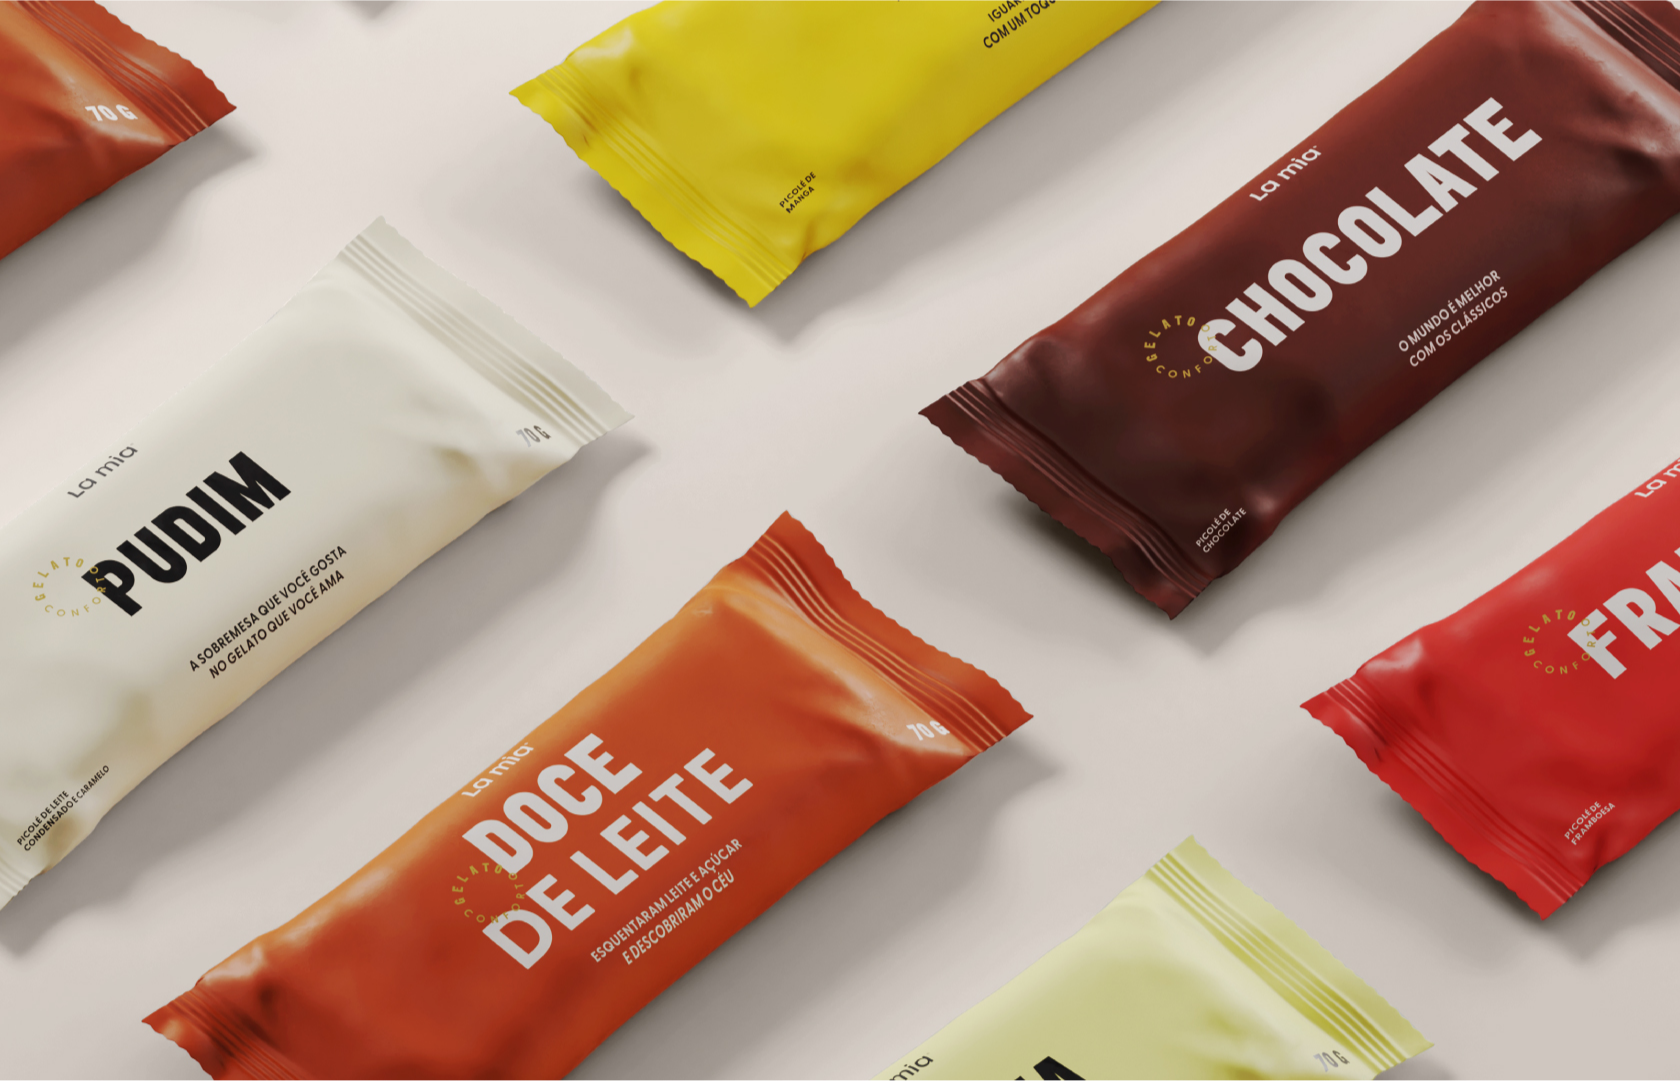 70 G
COM UM TOQU
PICOLÉ DE
MANGA
La mia
CHOCOLATE
GELATO CONFORTO
O MUNDO É MELHOR
COM OS CLÁSSICOS
PICOLÉ DE
CHOCOLATE
70 G
La mia
PUDIM
GELATO CONFORTO
A SOBREMESA QUE VOCÊ GOSTA
NO GELATO QUE VOCÊ AMA
PICOLÉ DE LEITE
CONDENSADO E CARAMELO
La mia
DOCE
DE LEITE
GELATO CONFORTO
ESQUENTARAM LEITE E AÇÚCAR
E DESCOBRIRAM O CÉU
70 G
La m
FRA
GELATO CONFORTO
PICOLÉ DE
FRAMBOESA
mia
70 G